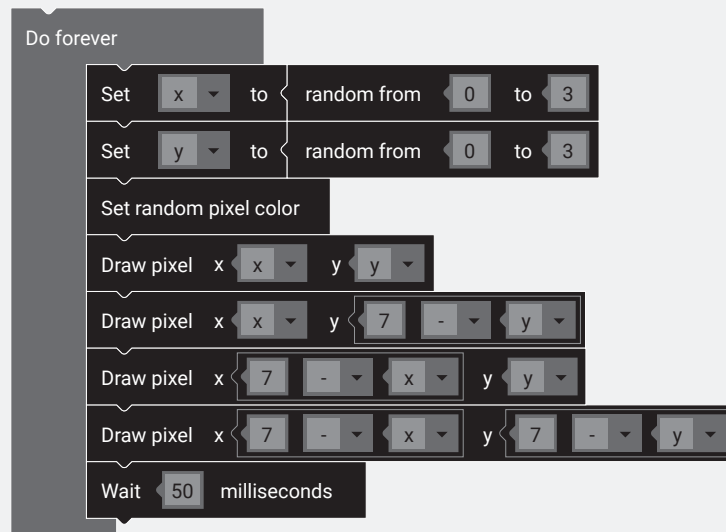 Do forever
Set x to random from 0 to 3
Set y to random from 0 to 3
Set random pixel color
Draw pixel x x y y
Draw pixel x x y 7 - y
Draw pixel x 7 - x y y
Draw pixel x 7 - x y 7 - y
Wait 50 milliseconds